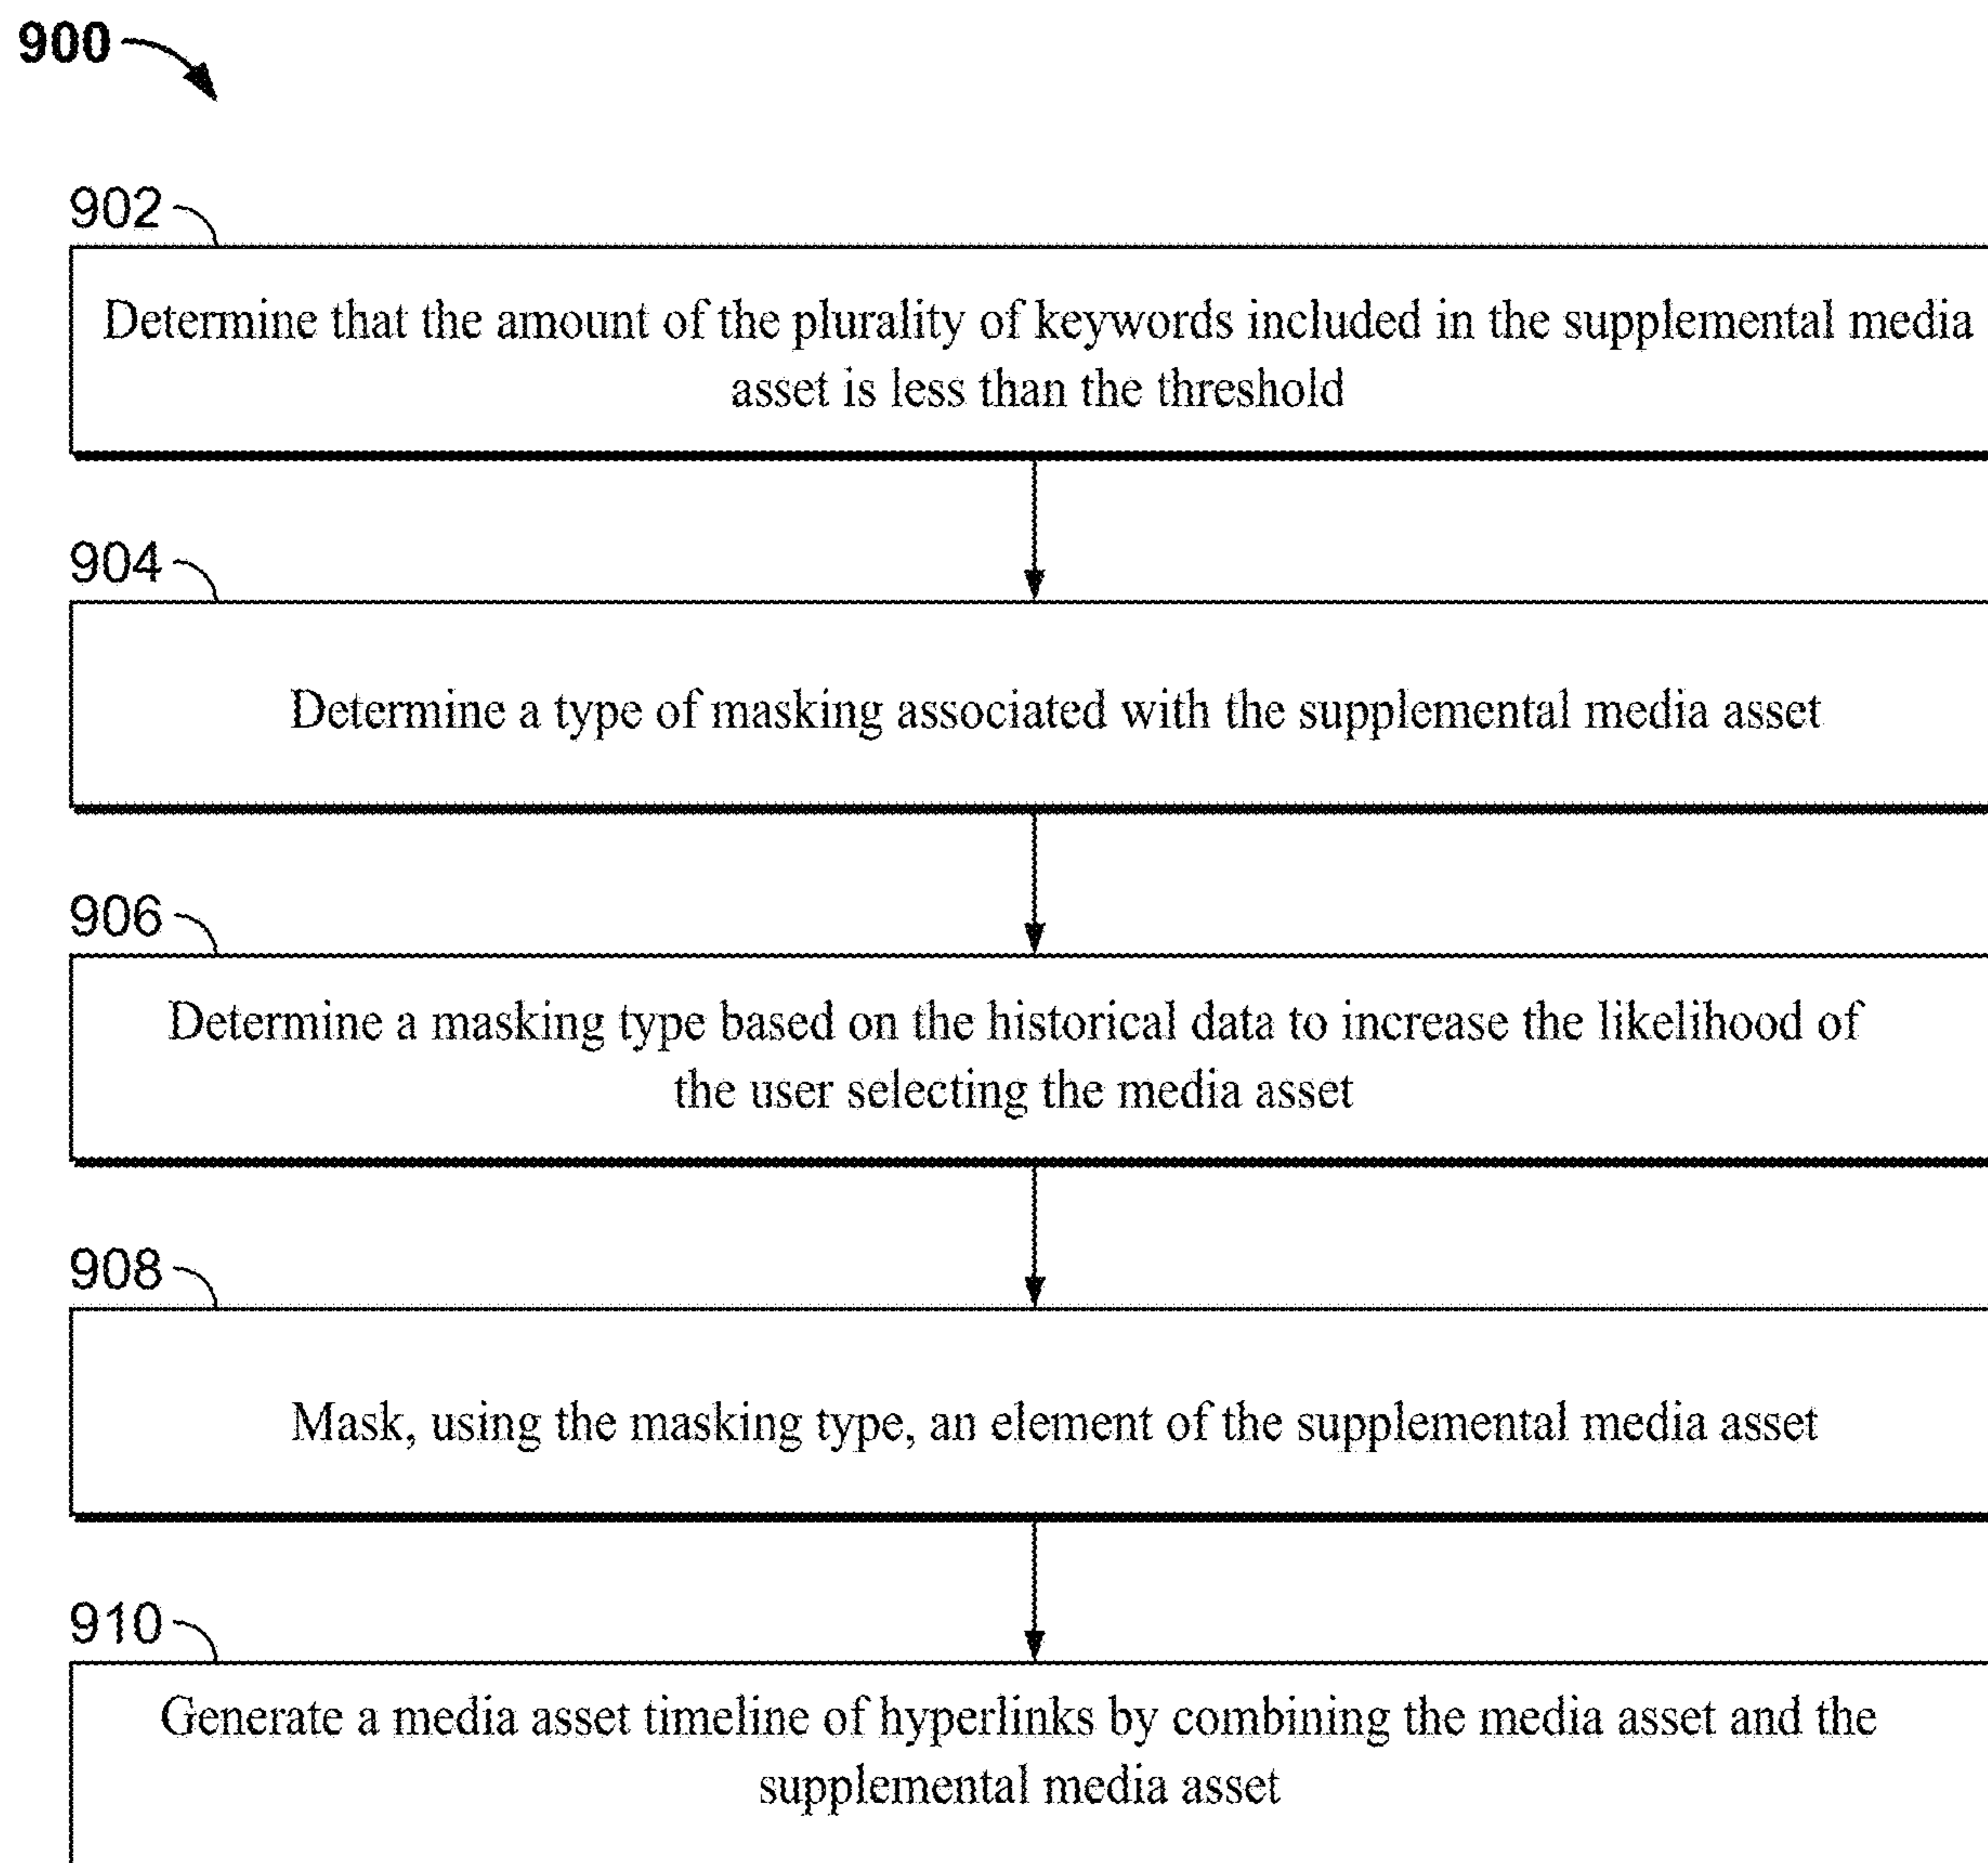 900
902
Determine that the amount of the plurality of keywords included in the supplemental media
asset is less than the threshold
904
Determine a type of masking associated with the supplemental media asset
906
Determine a masking type based on the historical data to increase the likelihood of
the user selecting the media asset
908
Mask, using the masking type, an element of the supplemental media asset
910
Generate a media asset timeline of hyperlinks by combining the media asset and the
supplemental media asset